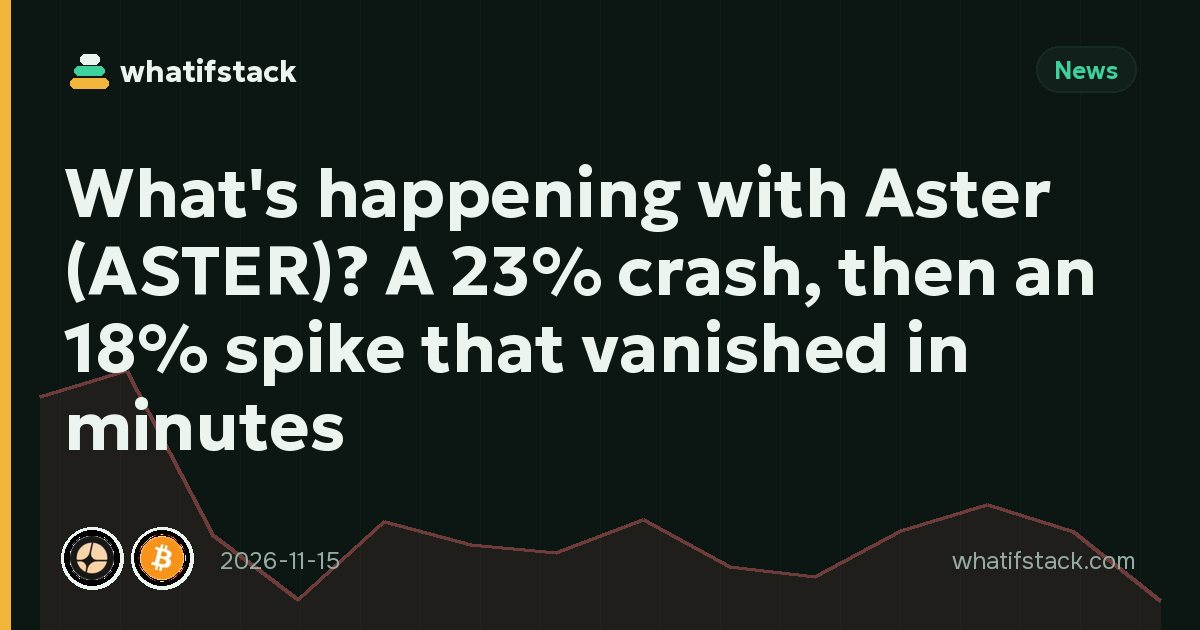 whatifstack
News
What's happening with Aster
(ASTER)? A 23% crash, then an
18% spike that vanished in
minutes
2026-11-15
whatifstack.com